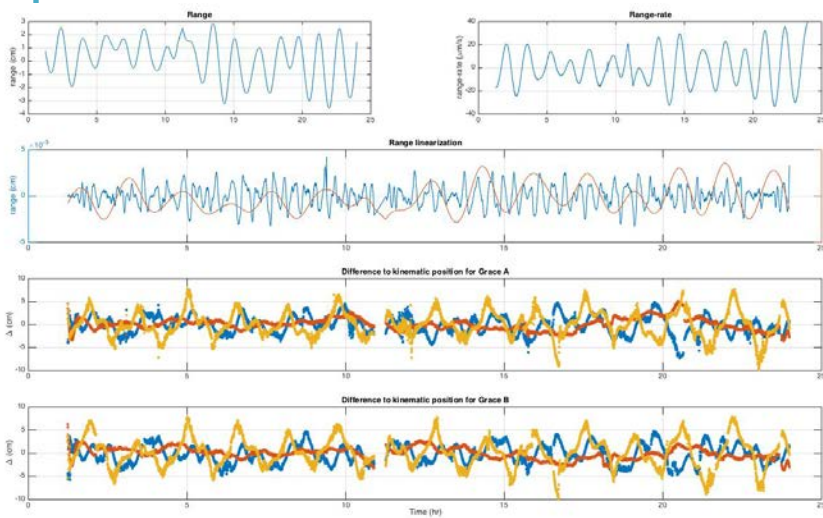 Range
range (cm)
3
2
1
0
-1
-2
-3
-4
0 5 10 15 20 25
Range-rate
range-rate (μm/s)
40
20
0
-20
-40
0 5 10 15 20 25
Range linearization
range (cm)
× 10⁻³
5
0
-5
0 5 10 15 20 25
Difference to kinematic position for Grace A
Δ (cm)
10
5
0
-5
-10
0 5 10 15 20 25
Difference to kinematic position for Grace B
Δ (cm)
10
5
0
-5
-10
0 5 10 15 20 25
Time (hr)